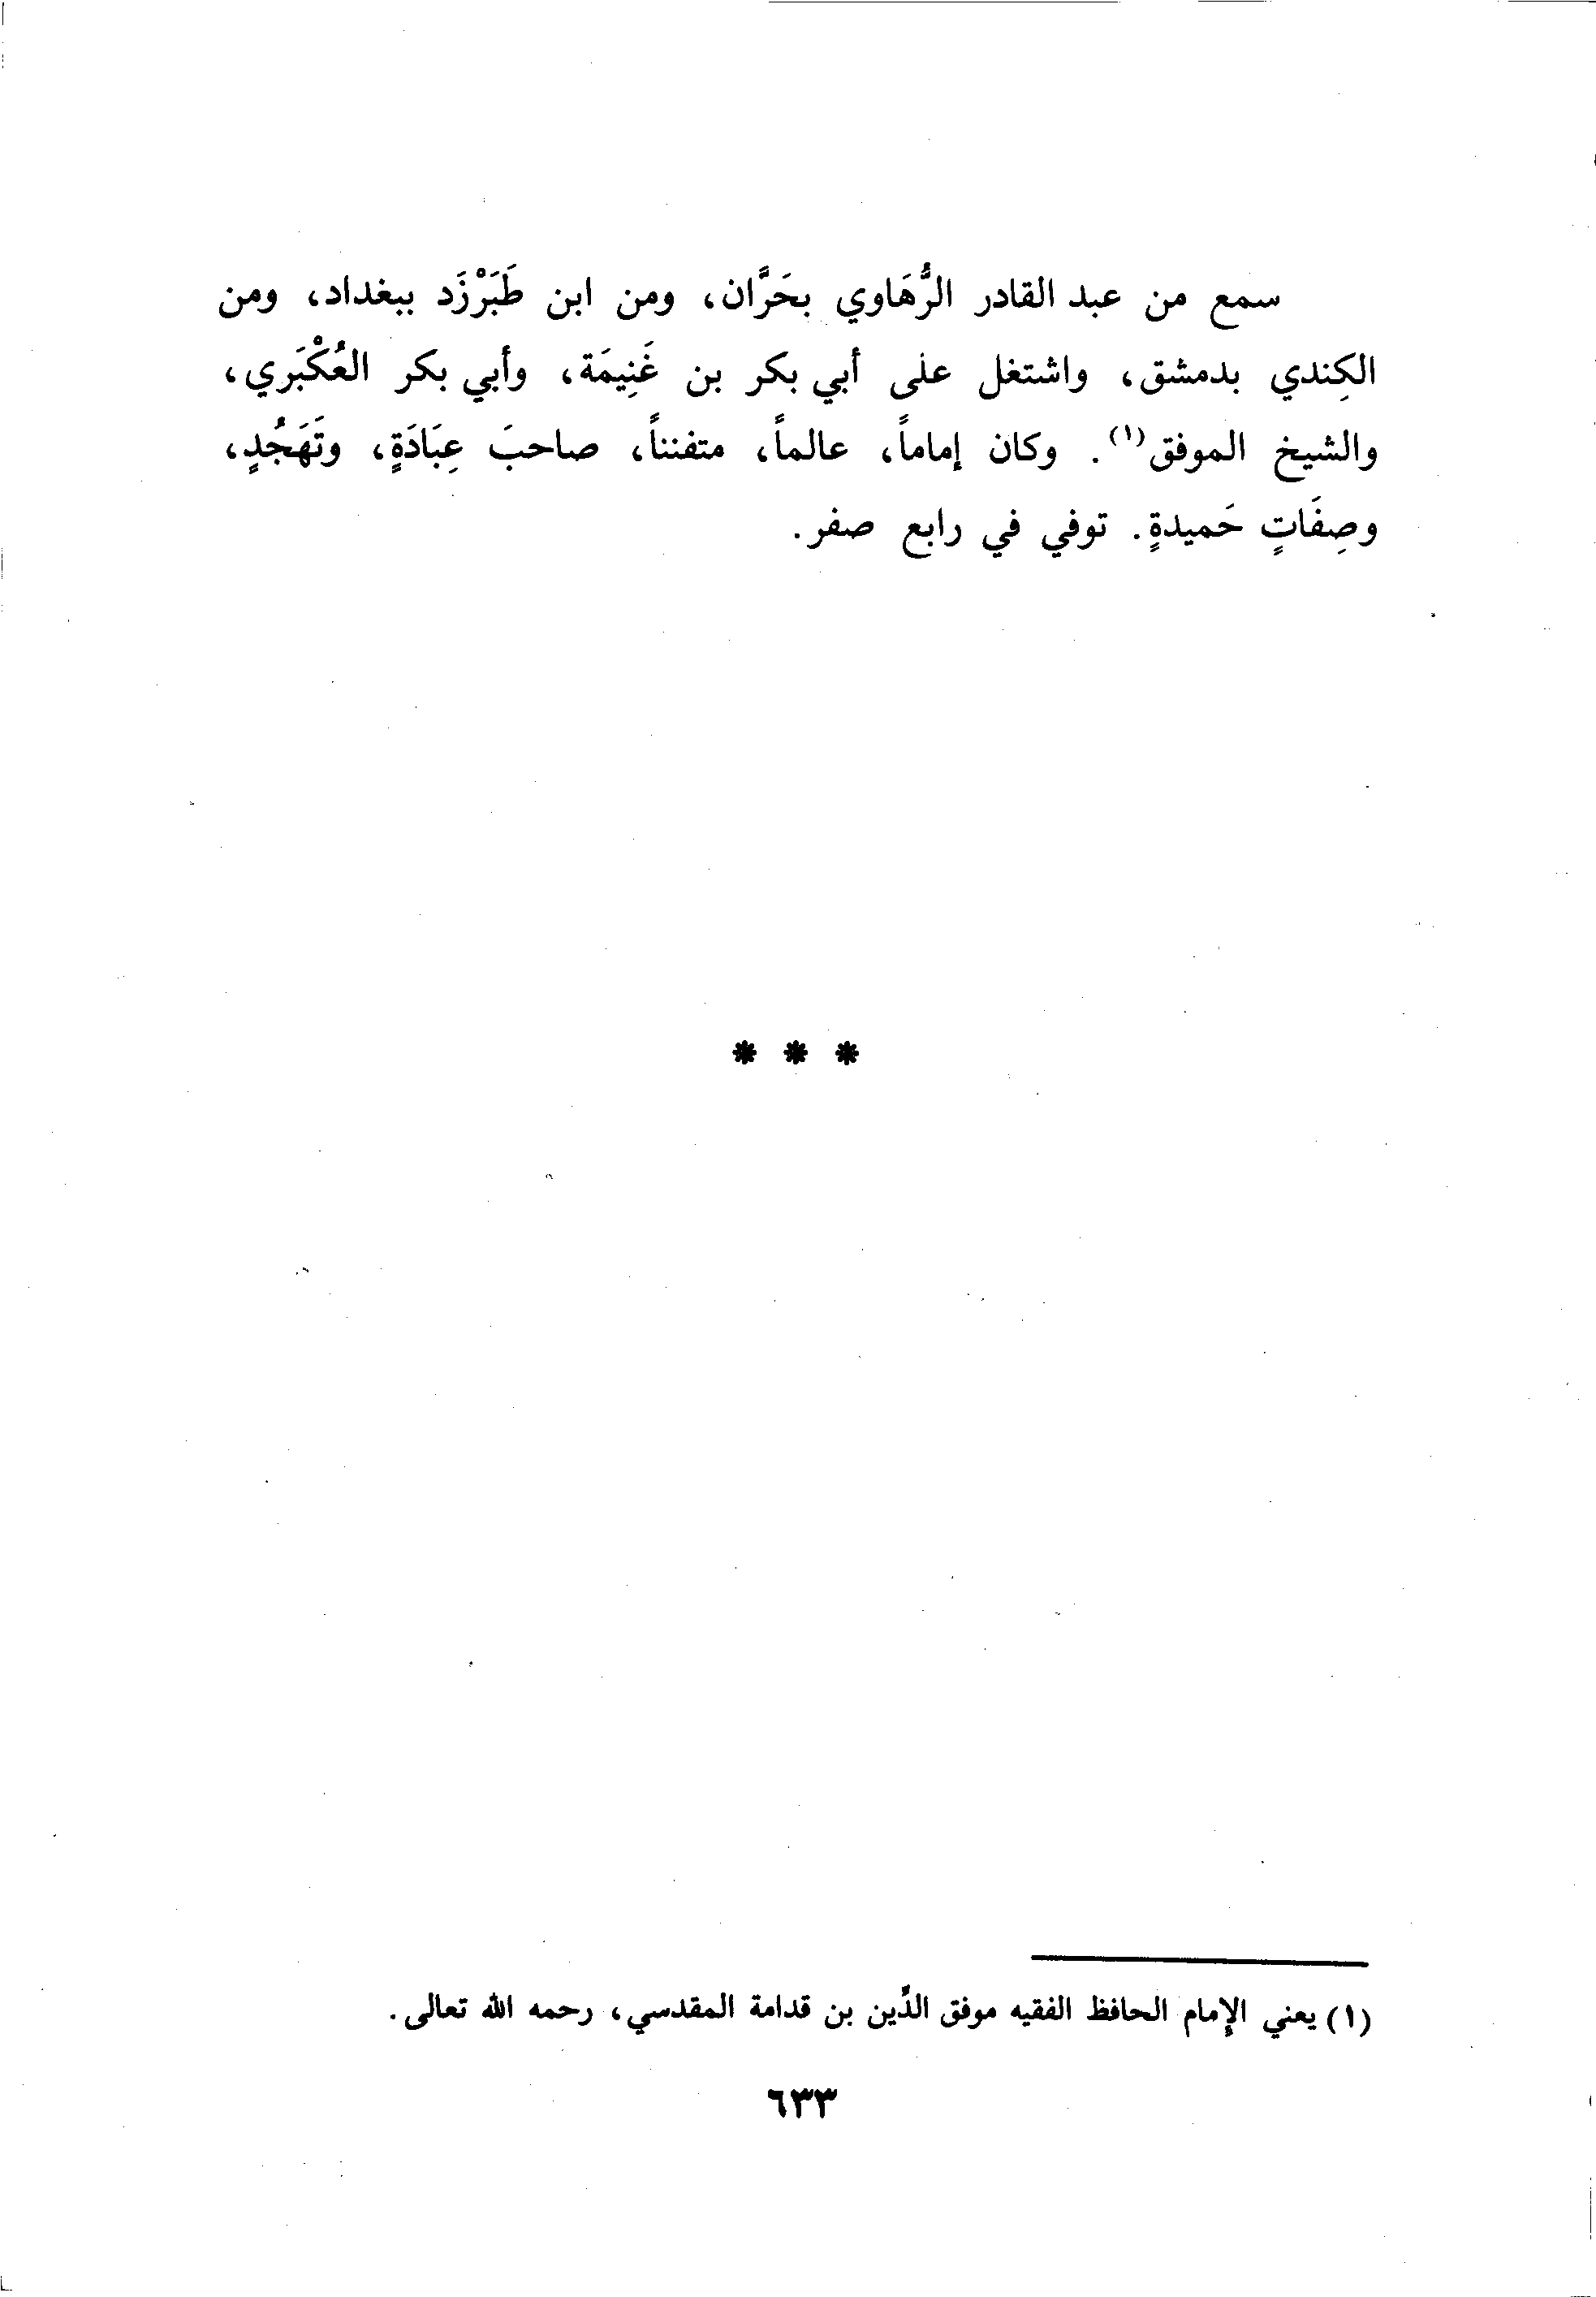 سمع من عبد القادر الرُّهَاوي بحَرَّان، ومن ابن طَبَرْزَد ببغداد، ومن
الكِندي بدمشق، واشتغل على أبي بكر بن غَنِيمَة، وأبي بكر العُكْبَري،
والشيخ الموفق(١). وكان إماماً، عالماً، متفنناً، صاحبَ عِبَادَةٍ، وتَهَجُدٍ،
وصِفَاتٍ حَميدةٍ. توفي في رابع صفر.
* * *
(١) يعني الإمام الحافظ الفقيه موفق الدِّين بن قدامة المقدسي، رحمه الله تعالى.
٦٣٣